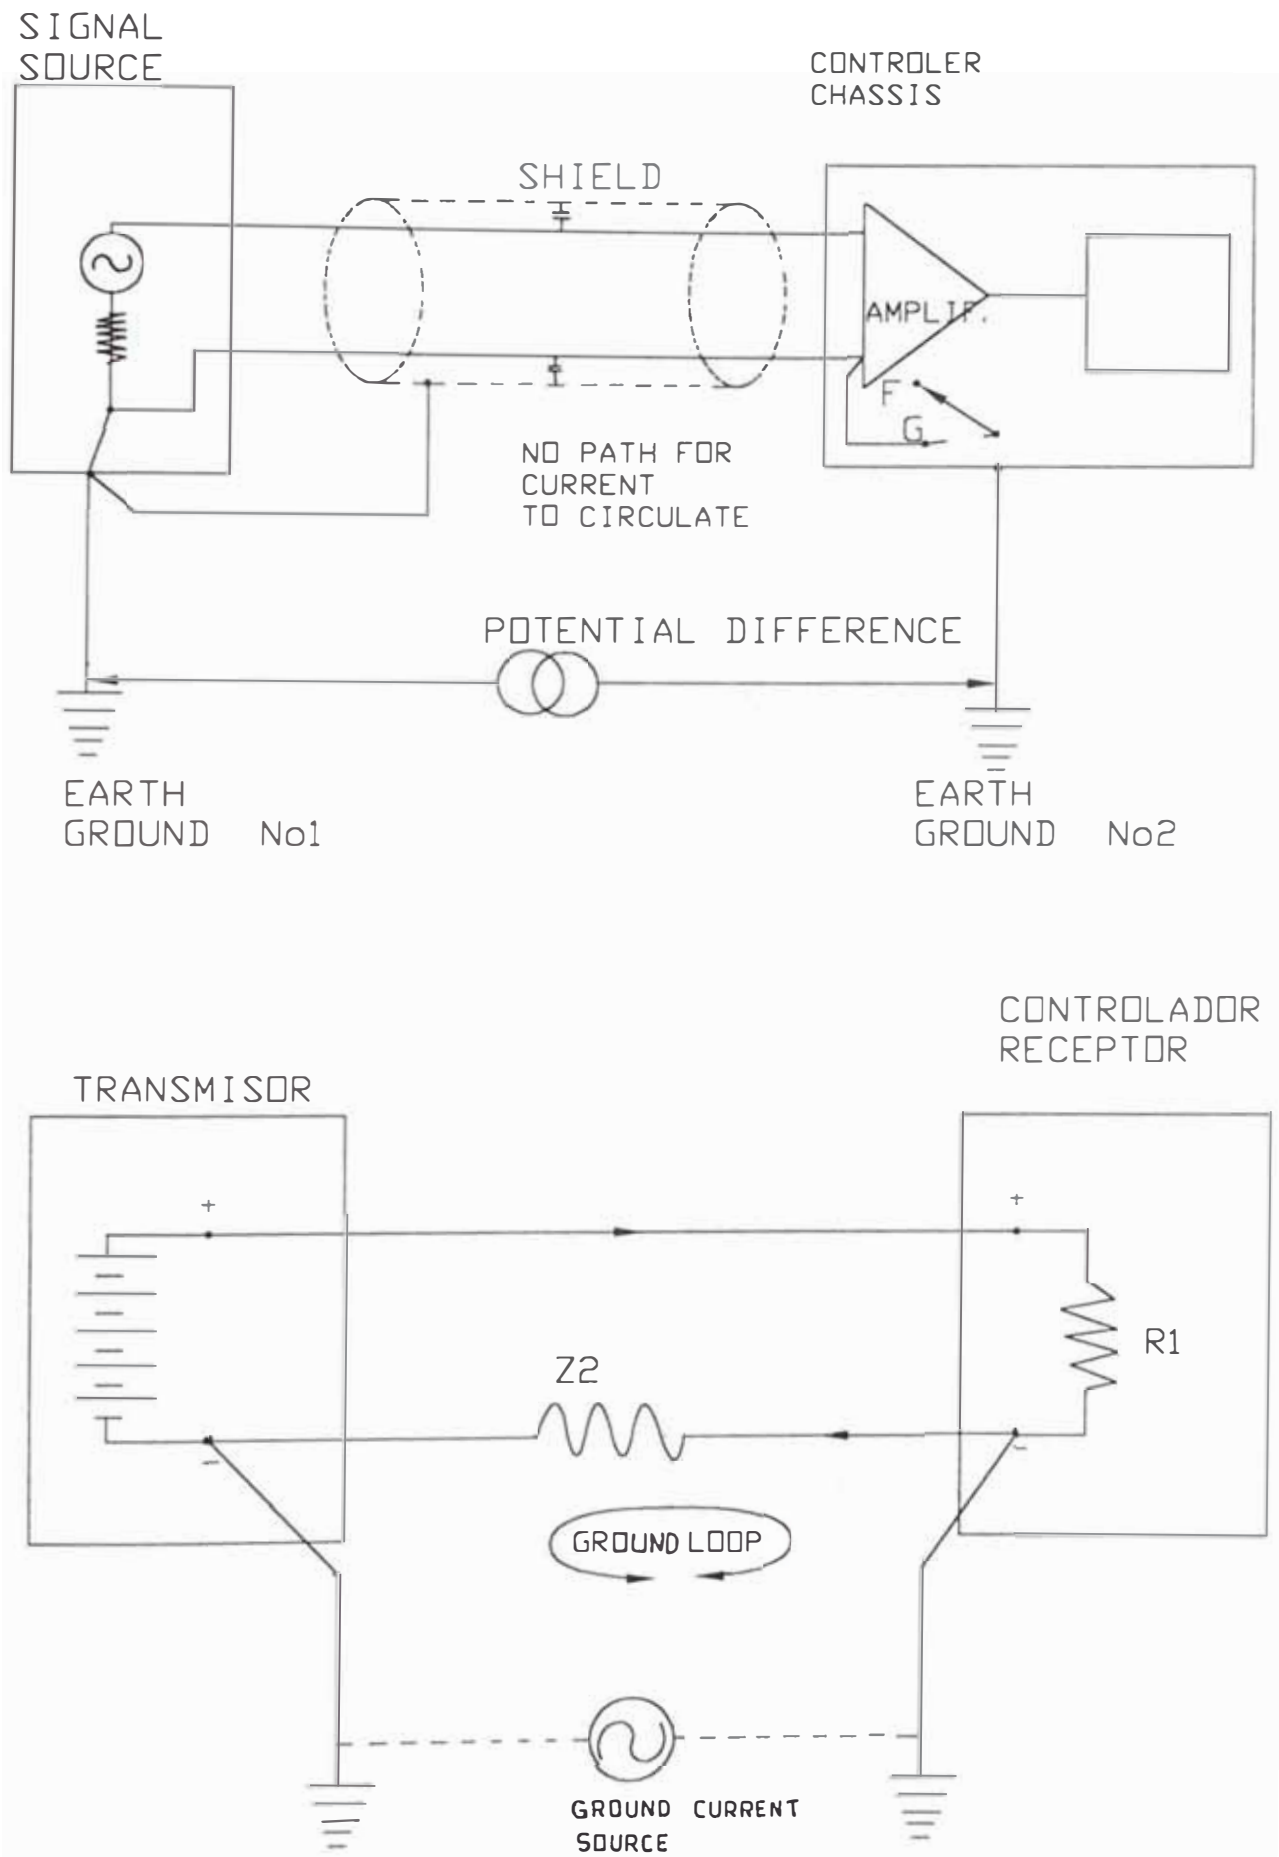 SIGNAL
SOURCE
CONTROLER
CHASSIS
SHIELD
AMPLIF.
F
G
NO PATH FOR
CURRENT
TO CIRCULATE
POTENTIAL DIFFERENCE
EARTH
GROUND No1
EARTH
GROUND No2
CONTROLADOR
RECEPTOR
TRANSMISOR
+
+
Z2
R1
-
-
GROUND LOOP
GROUND CURRENT
SOURCE